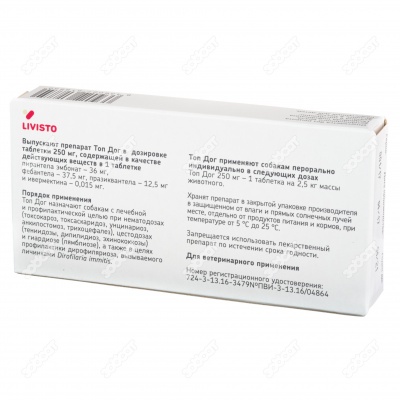 LIVISTO
Выпускают препарат Топ Дог в дозировке
таблетки 250 мг, содержащей в качестве
действующих веществ в 1 таблетке
пирантела эмбонат – 36 мг,
фебантела – 37,5 мг, празиквантела – 12,5 мг
и ивермектина – 0,015 мг.
Порядок применения
Топ Дог назначают собакам с лечебной
и профилактической целью при нематодозах
(токсокароз, токсаскаридоз, унцинариоз,
анкилостомоз, трихоцефалез), цестодозах
(тениидозы, дипилидиоз, эхинококкозы)
и гиардиозе (лямблиозе), а также в целях
профилактики дирофиляриоза, вызываемого
личинками Dirofilaria immitis.
Топ Дог применяют собакам перорально
индивидуально в следующих дозах
Топ Дог 250 мг – 1 таблетка на 2,5 кг массы
животного.
Хранят препарат в закрытой упаковке производителя
в защищенном от влаги и прямых солнечных лучей
месте, отдельно от продуктов питания и кормов, при
температуре от 5 °C до 25 °C.
Запрещается использовать лекарственный
препарат по истечении срока годности.
Для ветеринарного применения
Номер регистрационного удостоверения:
724-3-13.16-3479№ПВИ-3-13.16/04864